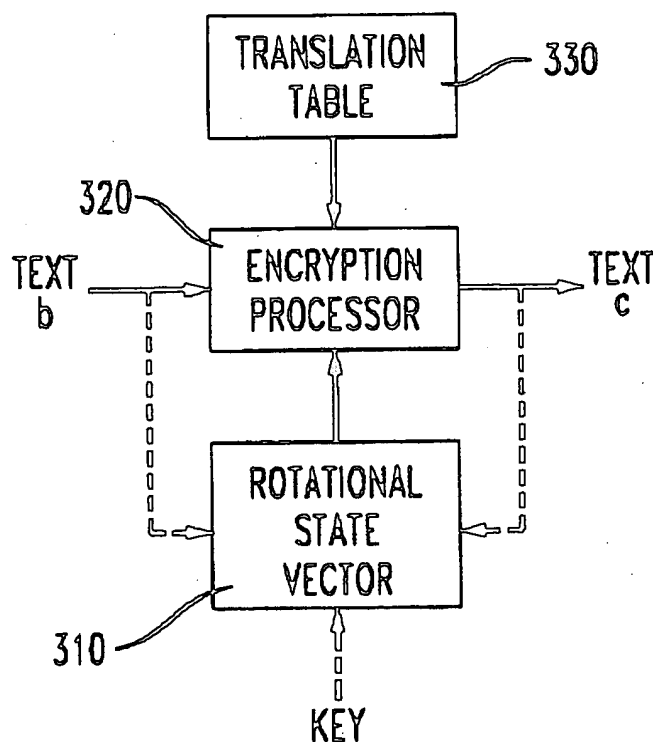 TRANSLATION
TABLE
330
320
TEXT
b
ENCRYPTION
PROCESSOR
TEXT
c
ROTATIONAL
STATE
VECTOR
310
KEY